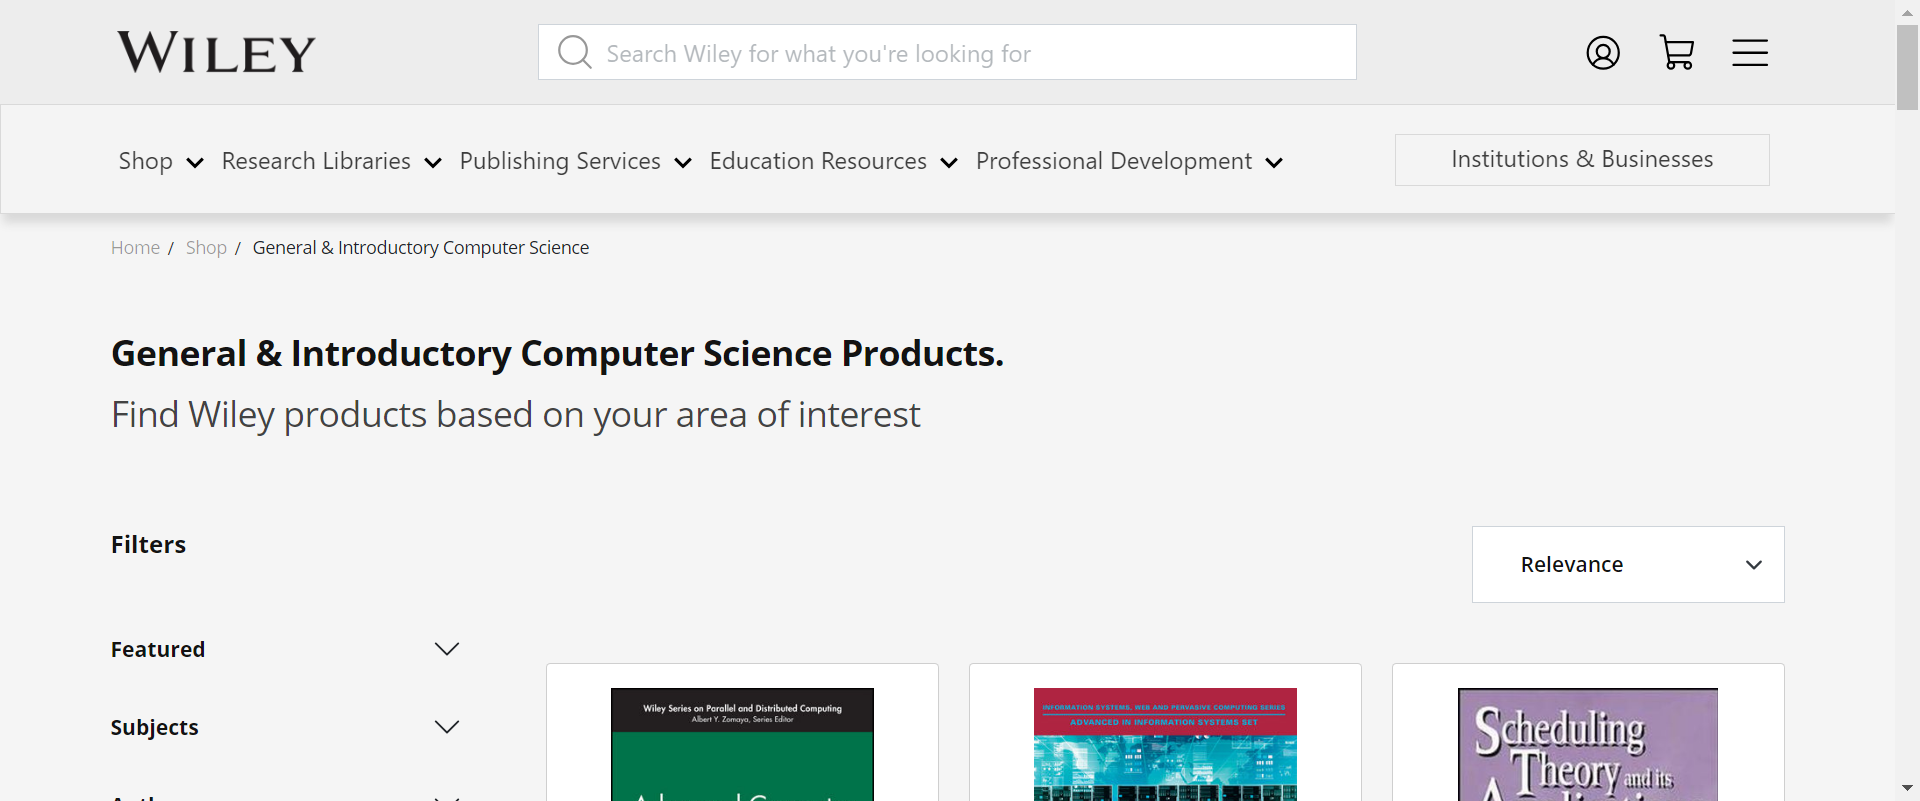 WILEY
Search Wiley for what you're looking for
Shop
Research Libraries
Publishing Services
Education Resources
Professional Development
Institutions & Businesses
Home / Shop / General & Introductory Computer Science
General & Introductory Computer Science Products.
Find Wiley products based on your area of interest
Filters
Relevance
Featured
Subjects
Wiley Series on Parallel and Distributed Computing
Albert Y. Zomaya, Series Editor
INFORMATION SYSTEMS, WEB AND PERVASIVE COMPUTING SERIES
ADVANCED IN INFORMATION SYSTEMS SET
Scheduling
Theory and its